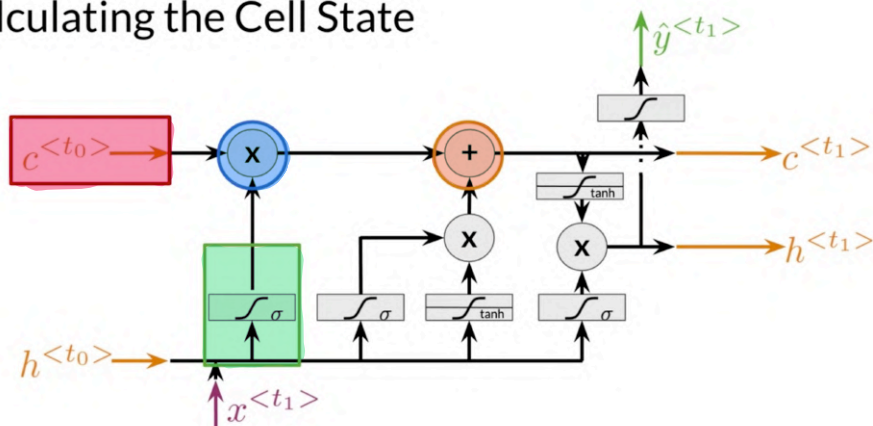 lculating the Cell State
ŷ<t₁>
c<t₀>
x
+
c<t₁>
tanh
x
x
h<t₁>
σ
σ
tanh
σ
h<t₀>
x<t₁>